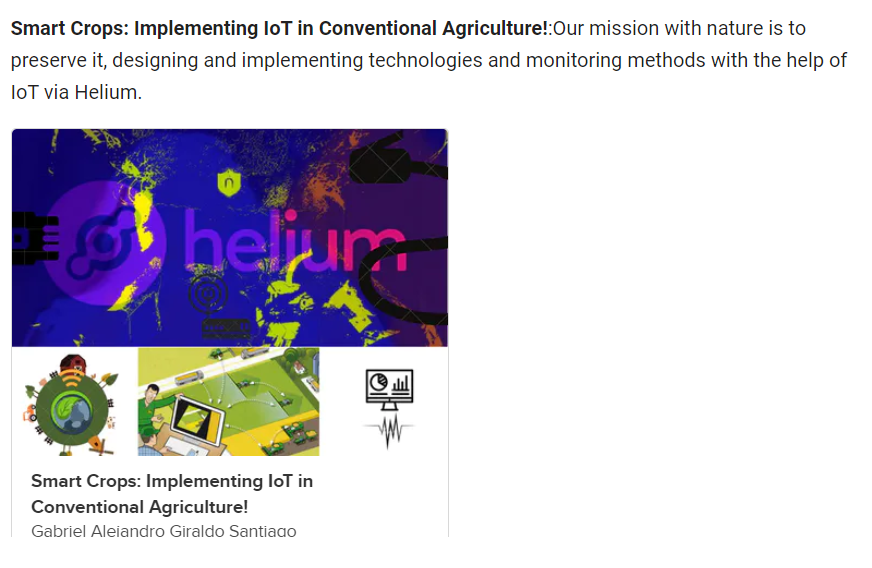 Smart Crops: Implementing IoT in Conventional Agriculture!:Our mission with nature is to
preserve it, designing and implementing technologies and monitoring methods with the help of
IoT via Helium.
n
helium
Smart Crops: Implementing IoT in
Conventional Agriculture!
Gabriel Alejandro Giraldo Santiago